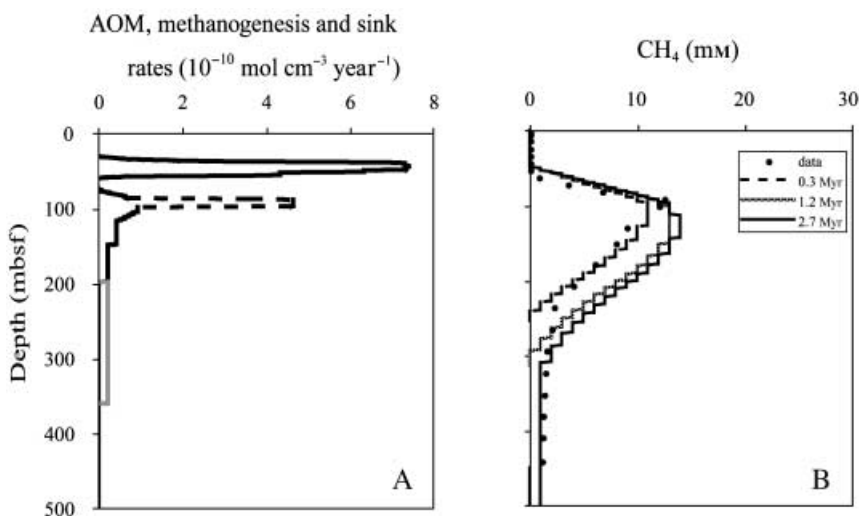 AOM, methanogenesis and sink
rates (10⁻¹⁰ mol cm⁻³ year⁻¹)
0 2 4 6 8
0
100
200
300
400
500
Depth (mbsf)
A
CH₄ (mM)
0 10 20 30
data
0.3 Myr
1.2 Myr
2.7 Myr
B